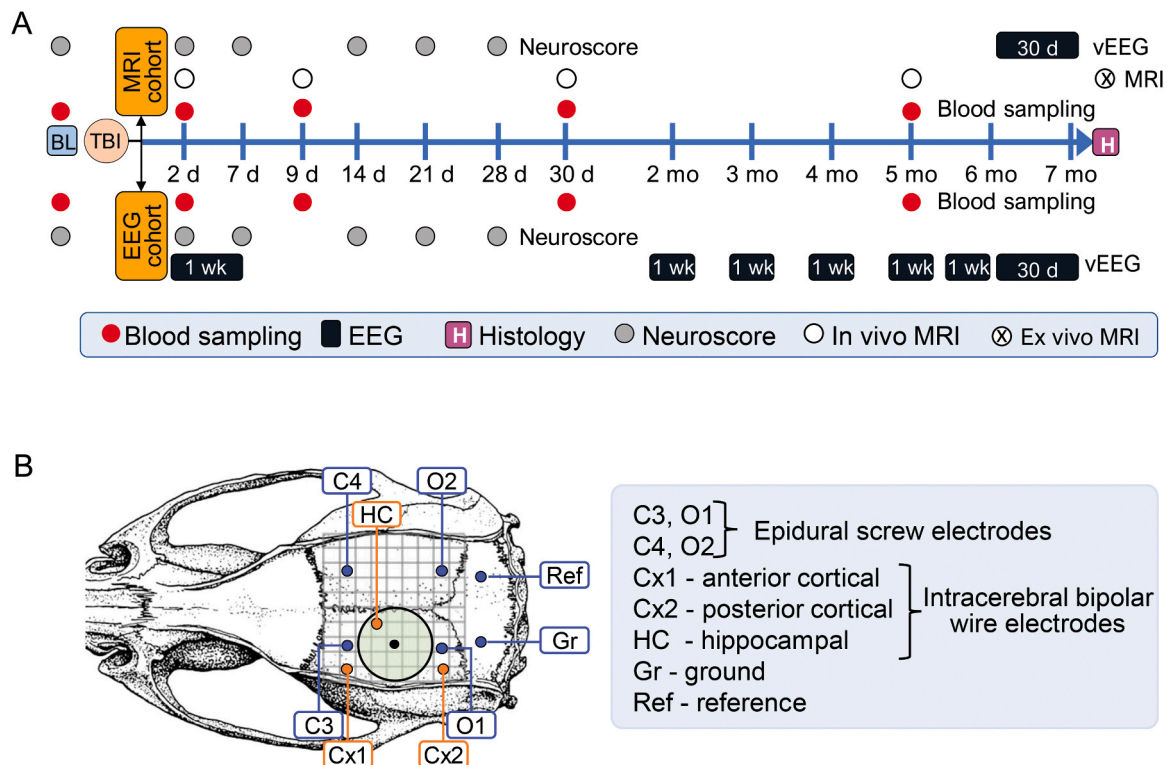 A
MRI
cohort
Neuroscore
30 d
vEEG
X
MRI
Blood sampling
BL
TBI
H
2 d
7 d
9 d
14 d
21 d
28 d
30 d
2 mo
3 mo
4 mo
5 mo
6 mo
7 mo
EEG
cohort
Blood sampling
Neuroscore
1 wk
1 wk
1 wk
1 wk
1 wk
1 wk
30 d
vEEG
Blood sampling
EEG
H
Histology
Neuroscore
In vivo MRI
X
Ex vivo MRI
B
C4
O2
HC
Ref
Gr
C3
O1
Cx1
Cx2
C3, O1
C4, O2
Epidural screw electrodes
Cx1 - anterior cortical
Cx2 - posterior cortical
HC - hippocampal
Intracerebral bipolar
wire electrodes
Gr - ground
Ref - reference